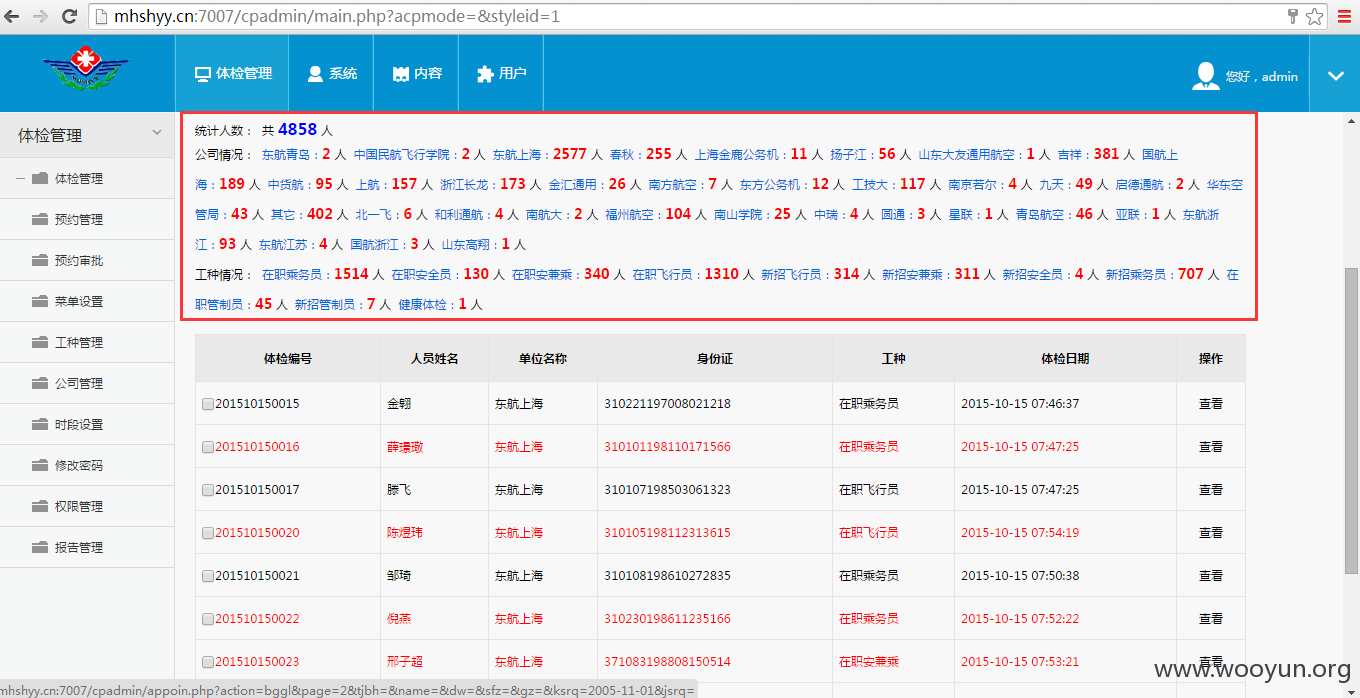 mhshyy.cn:7007/cpadmin/main.php?acpmode=&styleid=1
体检管理 系统 内容 用户 您好，admin
体检管理
体检管理
预约管理
预约审批
菜单设置
工种管理
公司管理
时段设置
修改密码
权限管理
报告管理
统计人数： 共 4858 人
公司情况： 东航青岛：2 人 中国民航飞行学院：2 人 东航上海：2577 人 春秋：255 人 上海金鹿公务机：11 人 扬子江：56 人 山东大友通用航空：1 人 吉祥：381 人 国航上
海：189 人 中货航：95 人 上航：157 人 浙江长龙：173 人 金汇通用：26 人 南方航空：7 人 东方公务机：12 人 工技大：117 人 南京若尔：4 人 九天：49 人 启德通航：2 人 华东空
管局：43 人 其它：402 人 北一飞：6 人 和利通航：4 人 南航大：2 人 福州航空：104 人 南山学院：25 人 中瑞：4 人 圆通：3 人 星联：1 人 青岛航空：46 人 亚联：1 人 东航浙
江：93 人 东航江苏：4 人 国航浙江：3 人 山东高翔：1 人
工种情况： 在职乘务员：1514 人 在职安全员：130 人 在职安兼乘：340 人 在职飞行员：1310 人 新招飞行员：314 人 新招安兼乘：311 人 新招安全员：4 人 新招乘务员：707 人 在
职管制员：45 人 新招管制员：7 人 健康体检：1 人
体检编号 人员姓名 单位名称 身份证 工种 体检日期 操作
201510150015 金翱 东航上海 310221197008021218 在职乘务员 2015-10-15 07:46:37 查看
201510150016 薛璟璥 东航上海 310101198110171566 在职乘务员 2015-10-15 07:47:25 查看
201510150017 滕飞 东航上海 310107198503061323 在职飞行员 2015-10-15 07:47:25 查看
201510150020 陈煜玮 东航上海 310105198112313615 在职飞行员 2015-10-15 07:54:19 查看
201510150021 邹琦 东航上海 310108198610272835 在职乘务员 2015-10-15 07:50:38 查看
201510150022 倪燕 东航上海 310230198611235166 在职乘务员 2015-10-15 07:52:22 查看
201510150023 邢子超 东航上海 371083198808150514 在职安兼乘 2015-10-15 07:53:21 查看
www.wooyun.org
mhshyy.cn:7007/cpadmin/appoin.php?action=bggl&page=2&tjbh=&name=&dw=&sfz=&gz=&ksrq=2005-11-01&jsrq=